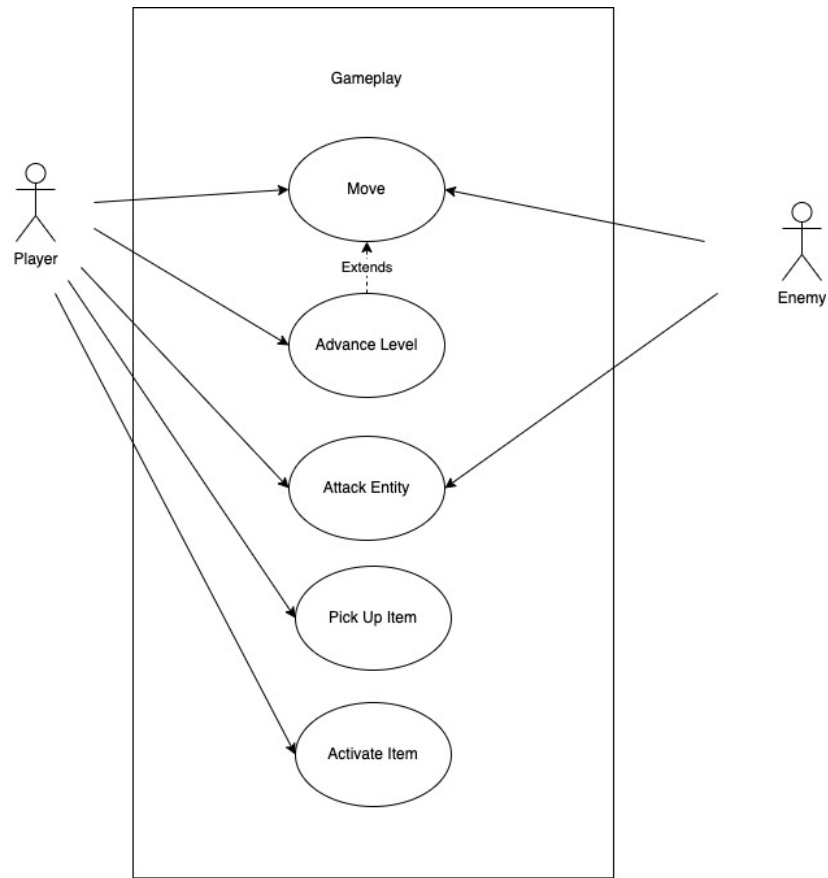 Gameplay
Move
Player
Extends
Enemy
Advance Level
Attack Entity
Pick Up Item
Activate Item